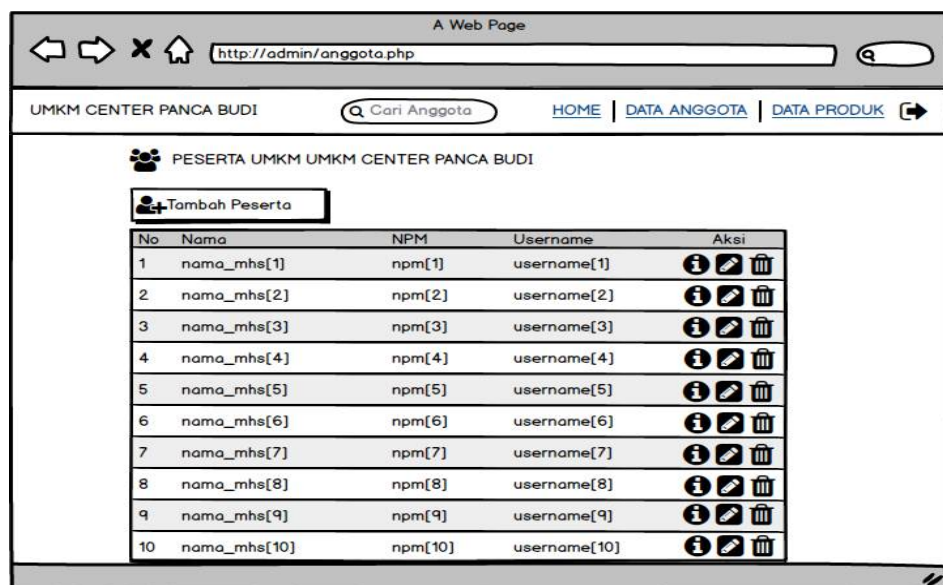 A Web Page
http://admin/anggota.php
UMKM CENTER PANCA BUDI Cari Anggota HOME | DATA ANGGOTA | DATA PRODUK
PESERTA UMKM UMKM CENTER PANCA BUDI
Tambah Peserta
No Nama NPM Username Aksi
1 nama_mhs[1] npm[1] username[1]
2 nama_mhs[2] npm[2] username[2]
3 nama_mhs[3] npm[3] username[3]
4 nama_mhs[4] npm[4] username[4]
5 nama_mhs[5] npm[5] username[5]
6 nama_mhs[6] npm[6] username[6]
7 nama_mhs[7] npm[7] username[7]
8 nama_mhs[8] npm[8] username[8]
9 nama_mhs[9] npm[9] username[9]
10 nama_mhs[10] npm[10] username[10]